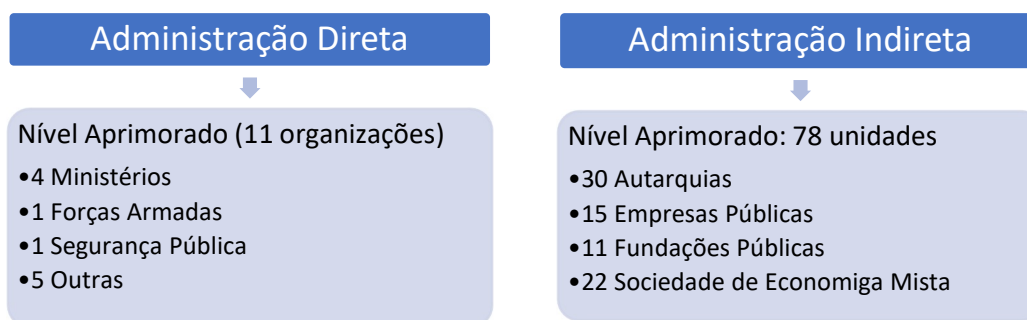 Administração Direta
Nível Aprimorado (11 organizações)
•4 Ministérios
•1 Forças Armadas
•1 Segurança Pública
•5 Outras
Administração Indireta
Nível Aprimorado: 78 unidades
•30 Autarquias
•15 Empresas Públicas
•11 Fundações Públicas
•22 Sociedade de Economiga Mista